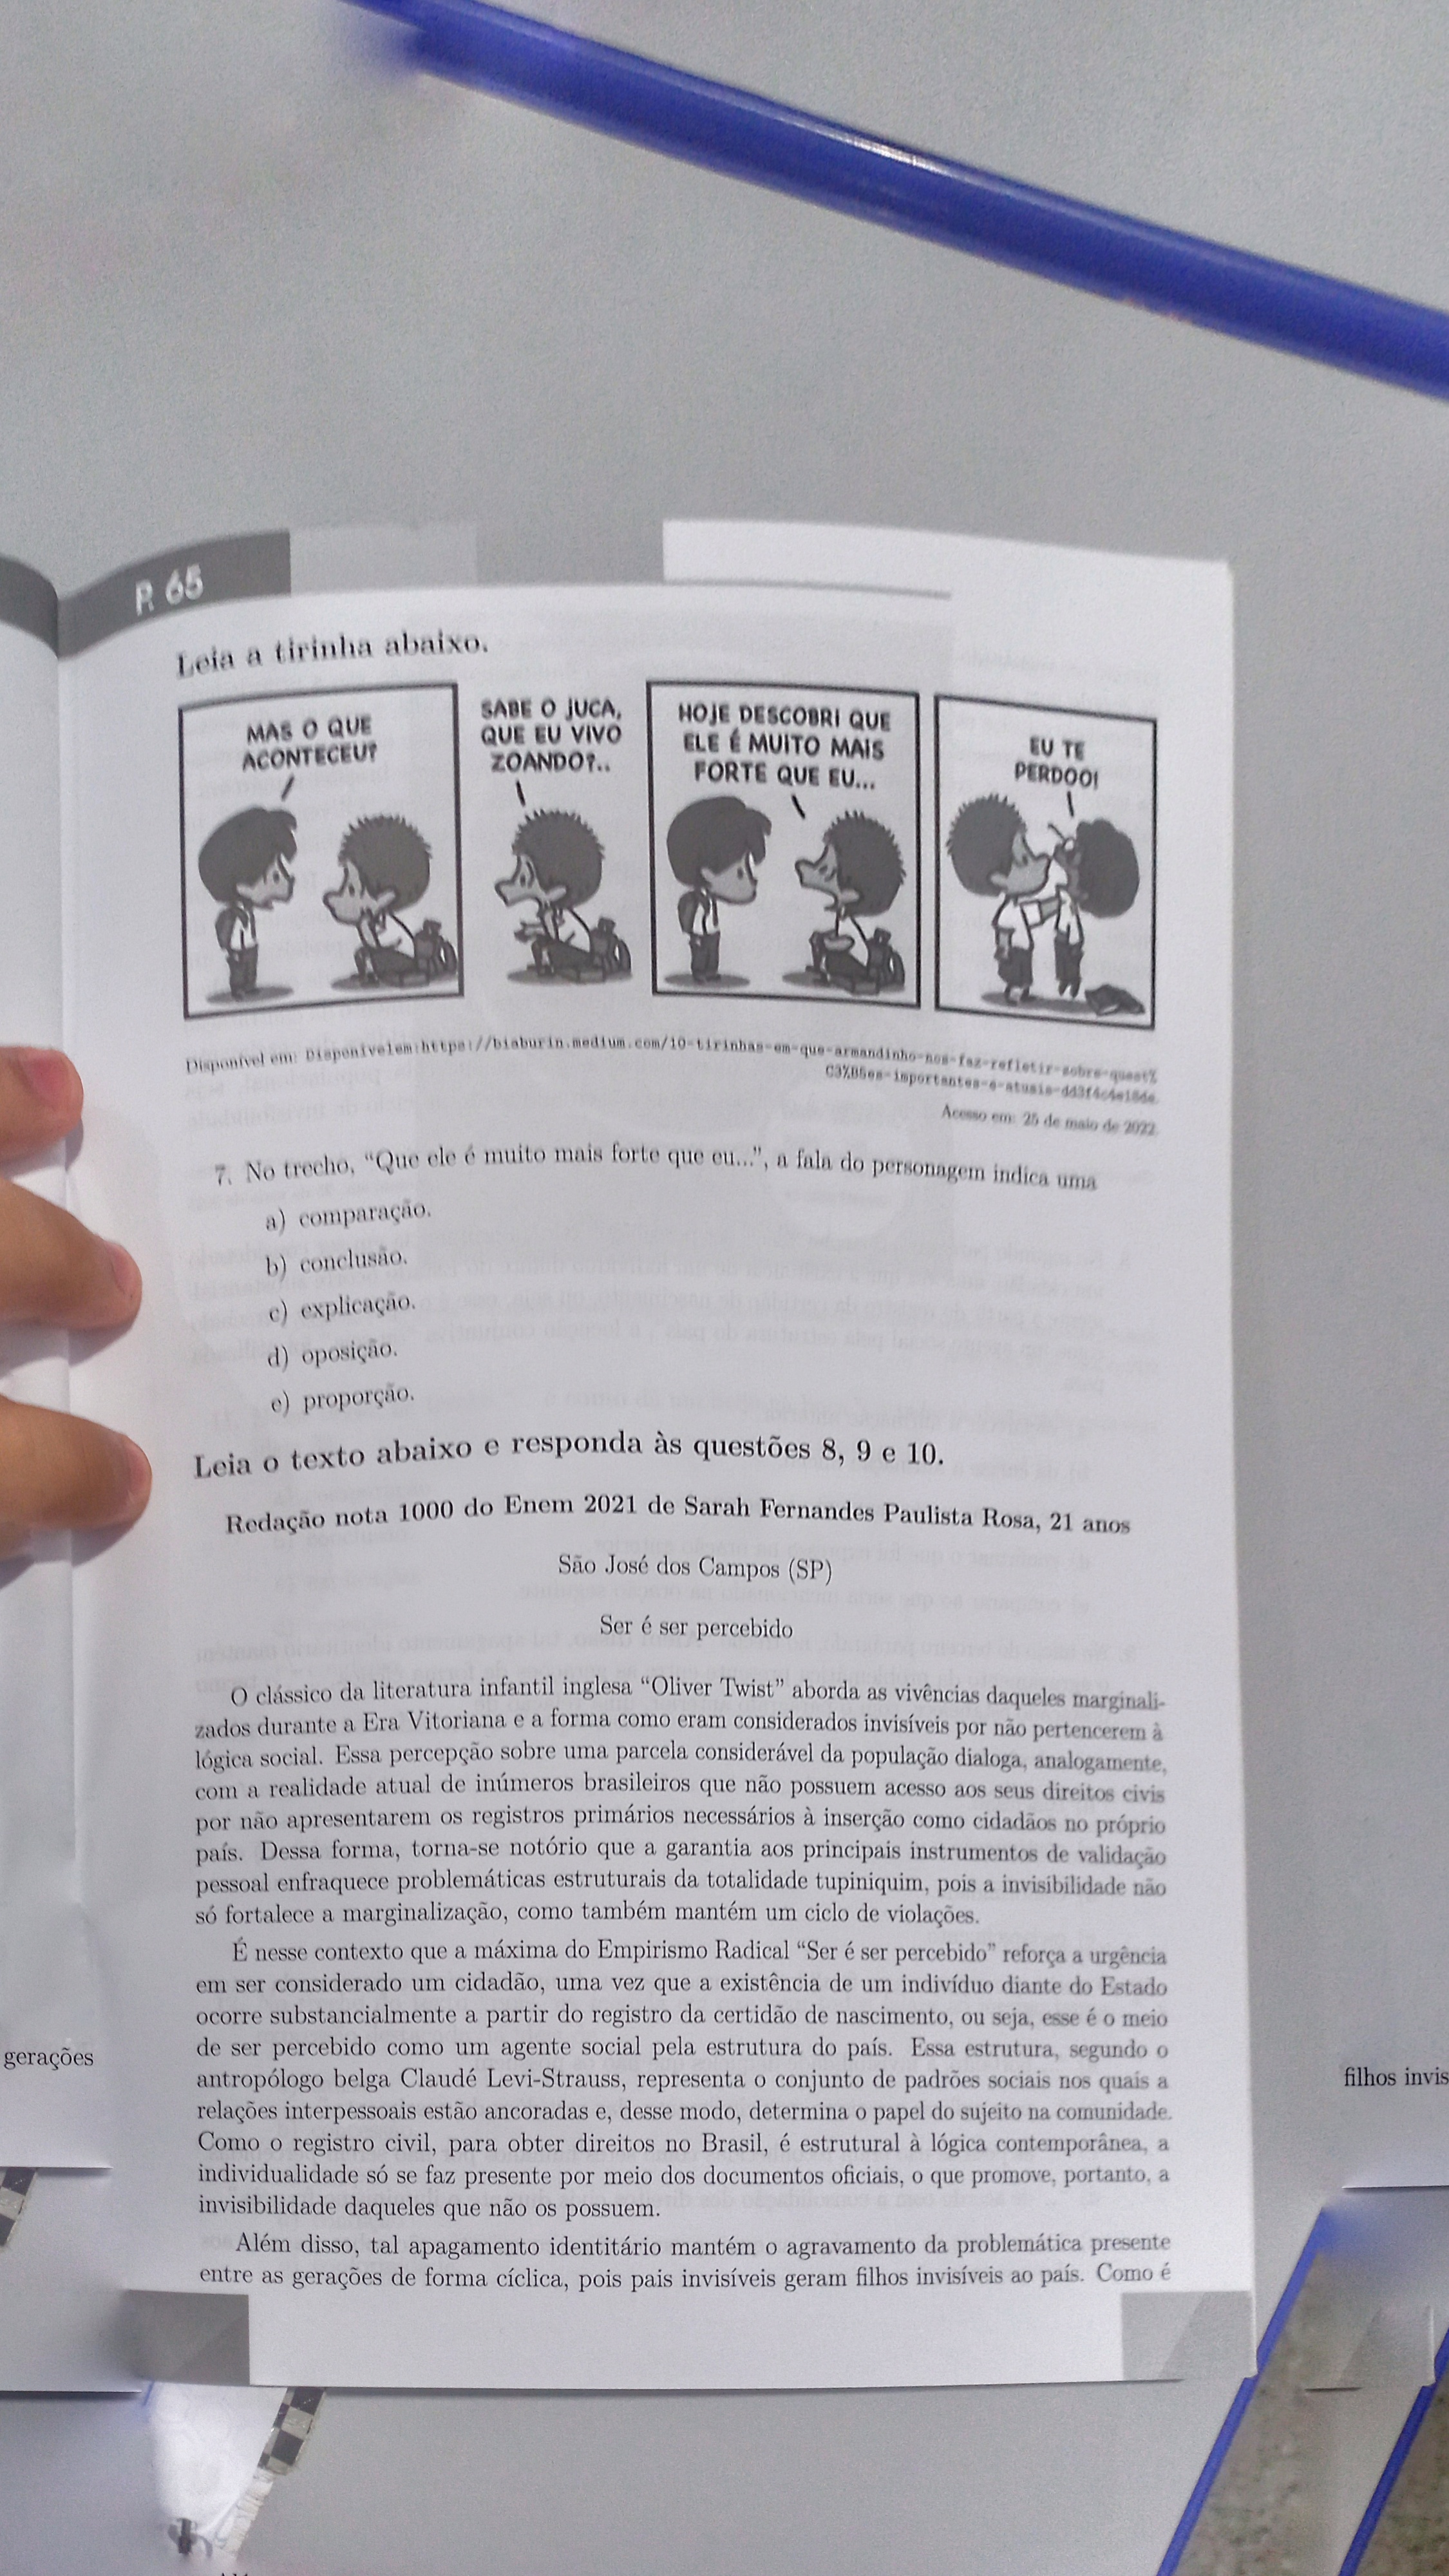 P. 65
Leia a tirinha abaixo.
MAS O QUE
ACONTECEU?
SABE O JUCA,
QUE EU VIVO
ZOANDO?..
HOJE DESCOBRI QUE
ELE É MUITO MAIS
FORTE QUE EU...
EU TE
PERDOO!
Disponível em: Disponívelem:https://biaburin.medium.com/10-tirinhas-em-que-armandinho-nos-faz-refletir-sobre-quest%
C3%B5es-importantes-e-atuais-dd3f4c4e18de.
Acesso em: 25 de maio de 2022.
7. No trecho, “Que ele é muito mais forte que eu...”, a fala do personagem indica uma
a) comparação.
b) conclusão.
c) explicação.
d) oposição.
e) proporção.
Leia o texto abaixo e responda às questões 8, 9 e 10.
Redação nota 1000 do Enem 2021 de Sarah Fernandes Paulista Rosa, 21 anos
São José dos Campos (SP)
Ser é ser percebido
O clássico da literatura infantil inglesa “Oliver Twist” aborda as vivências daqueles marginali-
zados durante a Era Vitoriana e a forma como eram considerados invisíveis por não pertencerem à
lógica social. Essa percepção sobre uma parcela considerável da população dialoga, analogamente,
com a realidade atual de inúmeros brasileiros que não possuem acesso aos seus direitos civis
por não apresentarem os registros primários necessários à inserção como cidadãos no próprio
país. Dessa forma, torna-se notório que a garantia aos principais instrumentos de validação
pessoal enfraquece problemáticas estruturais da totalidade tupiniquim, pois a invisibilidade não
só fortalece a marginalização, como também mantém um ciclo de violações.
É nesse contexto que a máxima do Empirismo Radical “Ser é ser percebido” reforça a urgência
em ser considerado um cidadão, uma vez que a existência de um indivíduo diante do Estado
ocorre substancialmente a partir do registro da certidão de nascimento, ou seja, esse é o meio
de ser percebido como um agente social pela estrutura do país. Essa estrutura, segundo o
antropólogo belga Claudé Levi-Strauss, representa o conjunto de padrões sociais nos quais a
relações interpessoais estão ancoradas e, desse modo, determina o papel do sujeito na comunidade.
Como o registro civil, para obter direitos no Brasil, é estrutural à lógica contemporânea, a
individualidade só se faz presente por meio dos documentos oficiais, o que promove, portanto, a
invisibilidade daqueles que não os possuem.
Além disso, tal apagamento identitário mantém o agravamento da problemática presente
entre as gerações de forma cíclica, pois pais invisíveis geram filhos invisíveis ao país. Como é
gerações
filhos invis